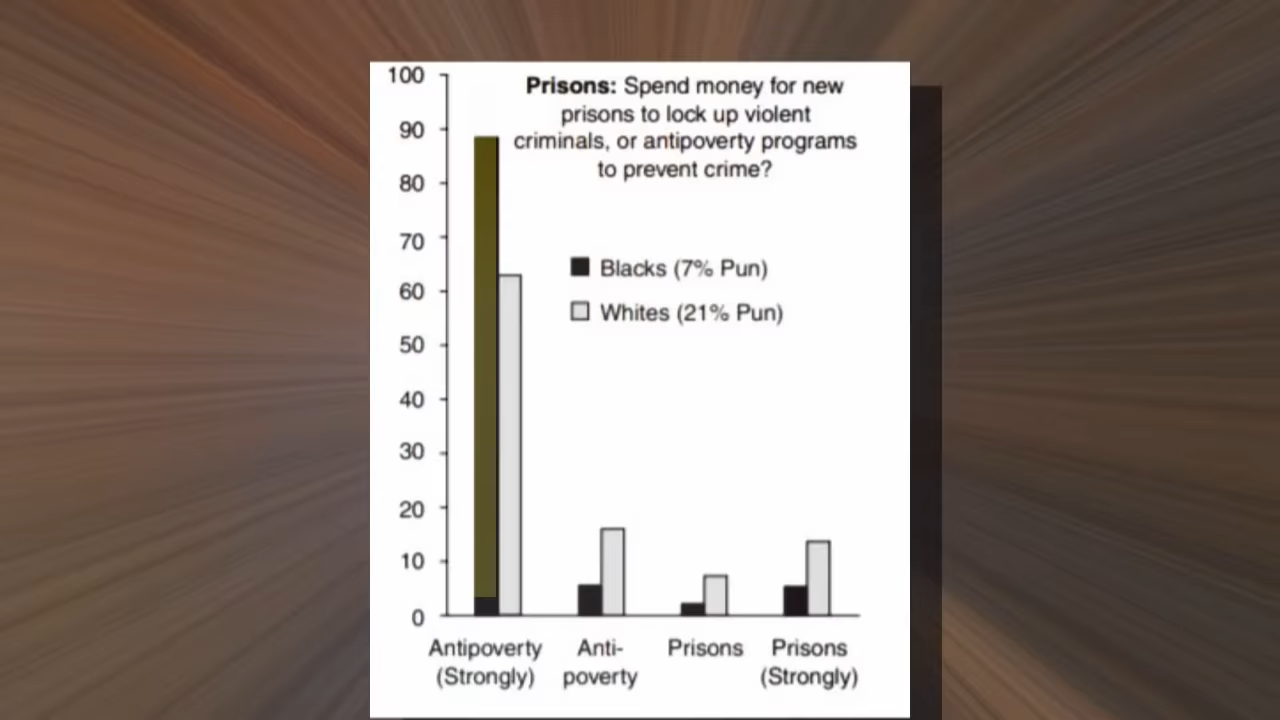 Prisons: Spend money for new
prisons to lock up violent
criminals, or antipoverty programs
to prevent crime?
100
90
80
70
60
50
40
30
20
10
0
Blacks (7% Pun)
Whites (21% Pun)
Antipoverty
(Strongly)
Anti-
poverty
Prisons
Prisons
(Strongly)